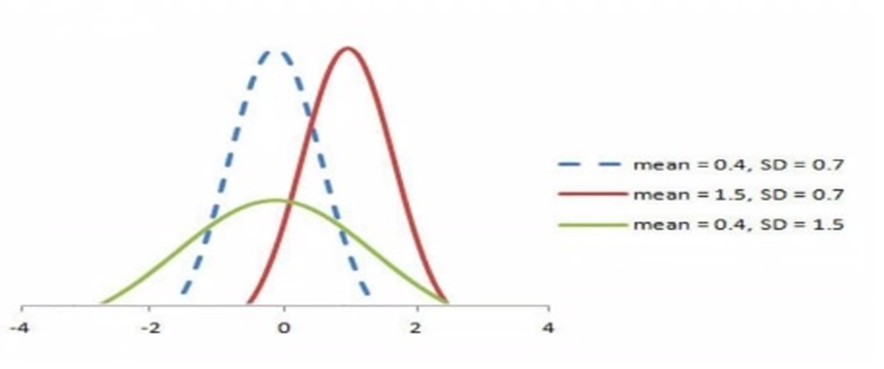 mean = 0.4, SD = 0.7
mean = 1.5, SD = 0.7
mean = 0.4, SD = 1.5
-4 -2 0 2 4